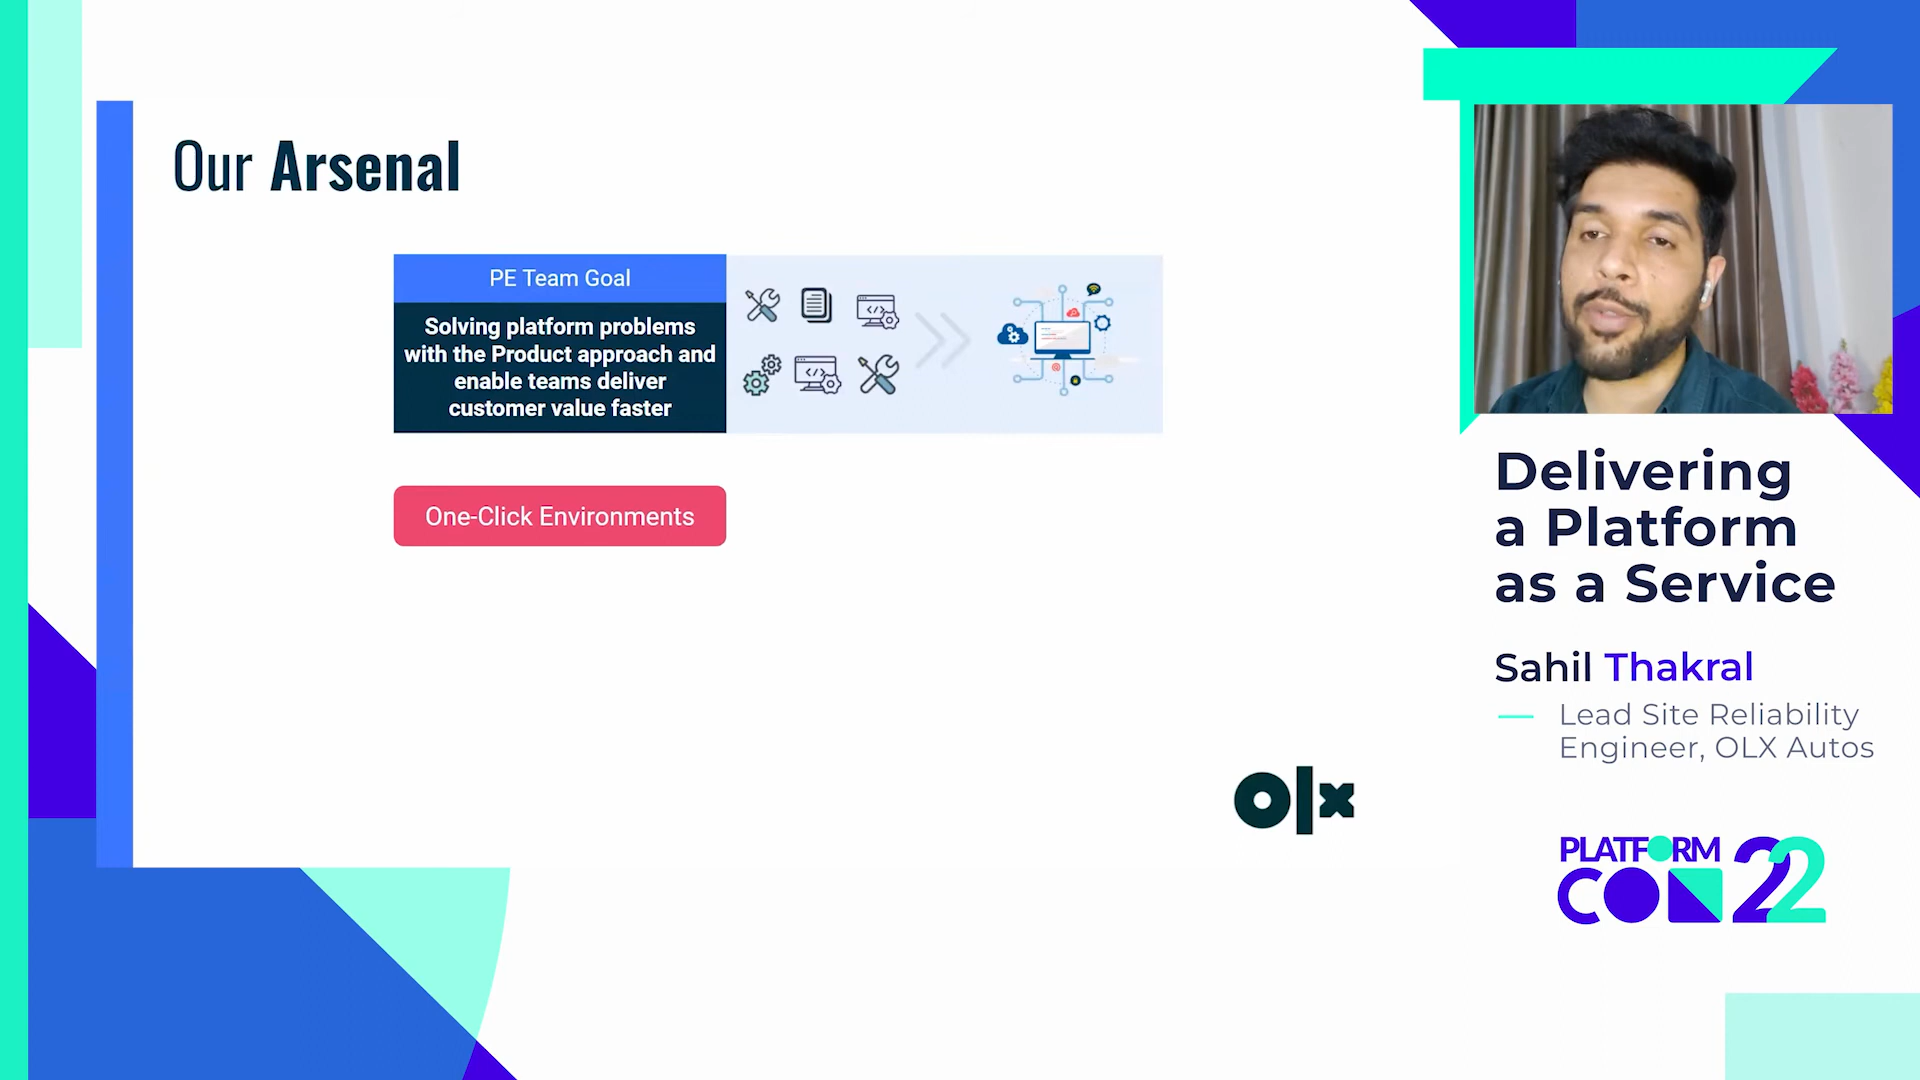 Our Arsenal
PE Team Goal
Solving platform problems
with the Product approach and
enable teams deliver
customer value faster
One-Click Environments
olx
Delivering
a Platform
as a Service
Sahil Thakral
Lead Site Reliability
Engineer, OLX Autos
PLATFORM
CON 22